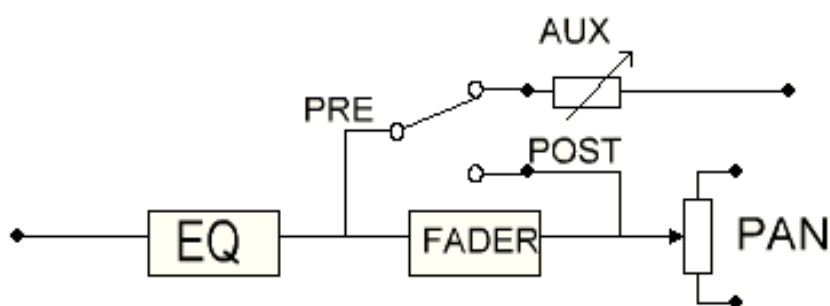 AUX
PRE
POST
EQ
FADER
PAN